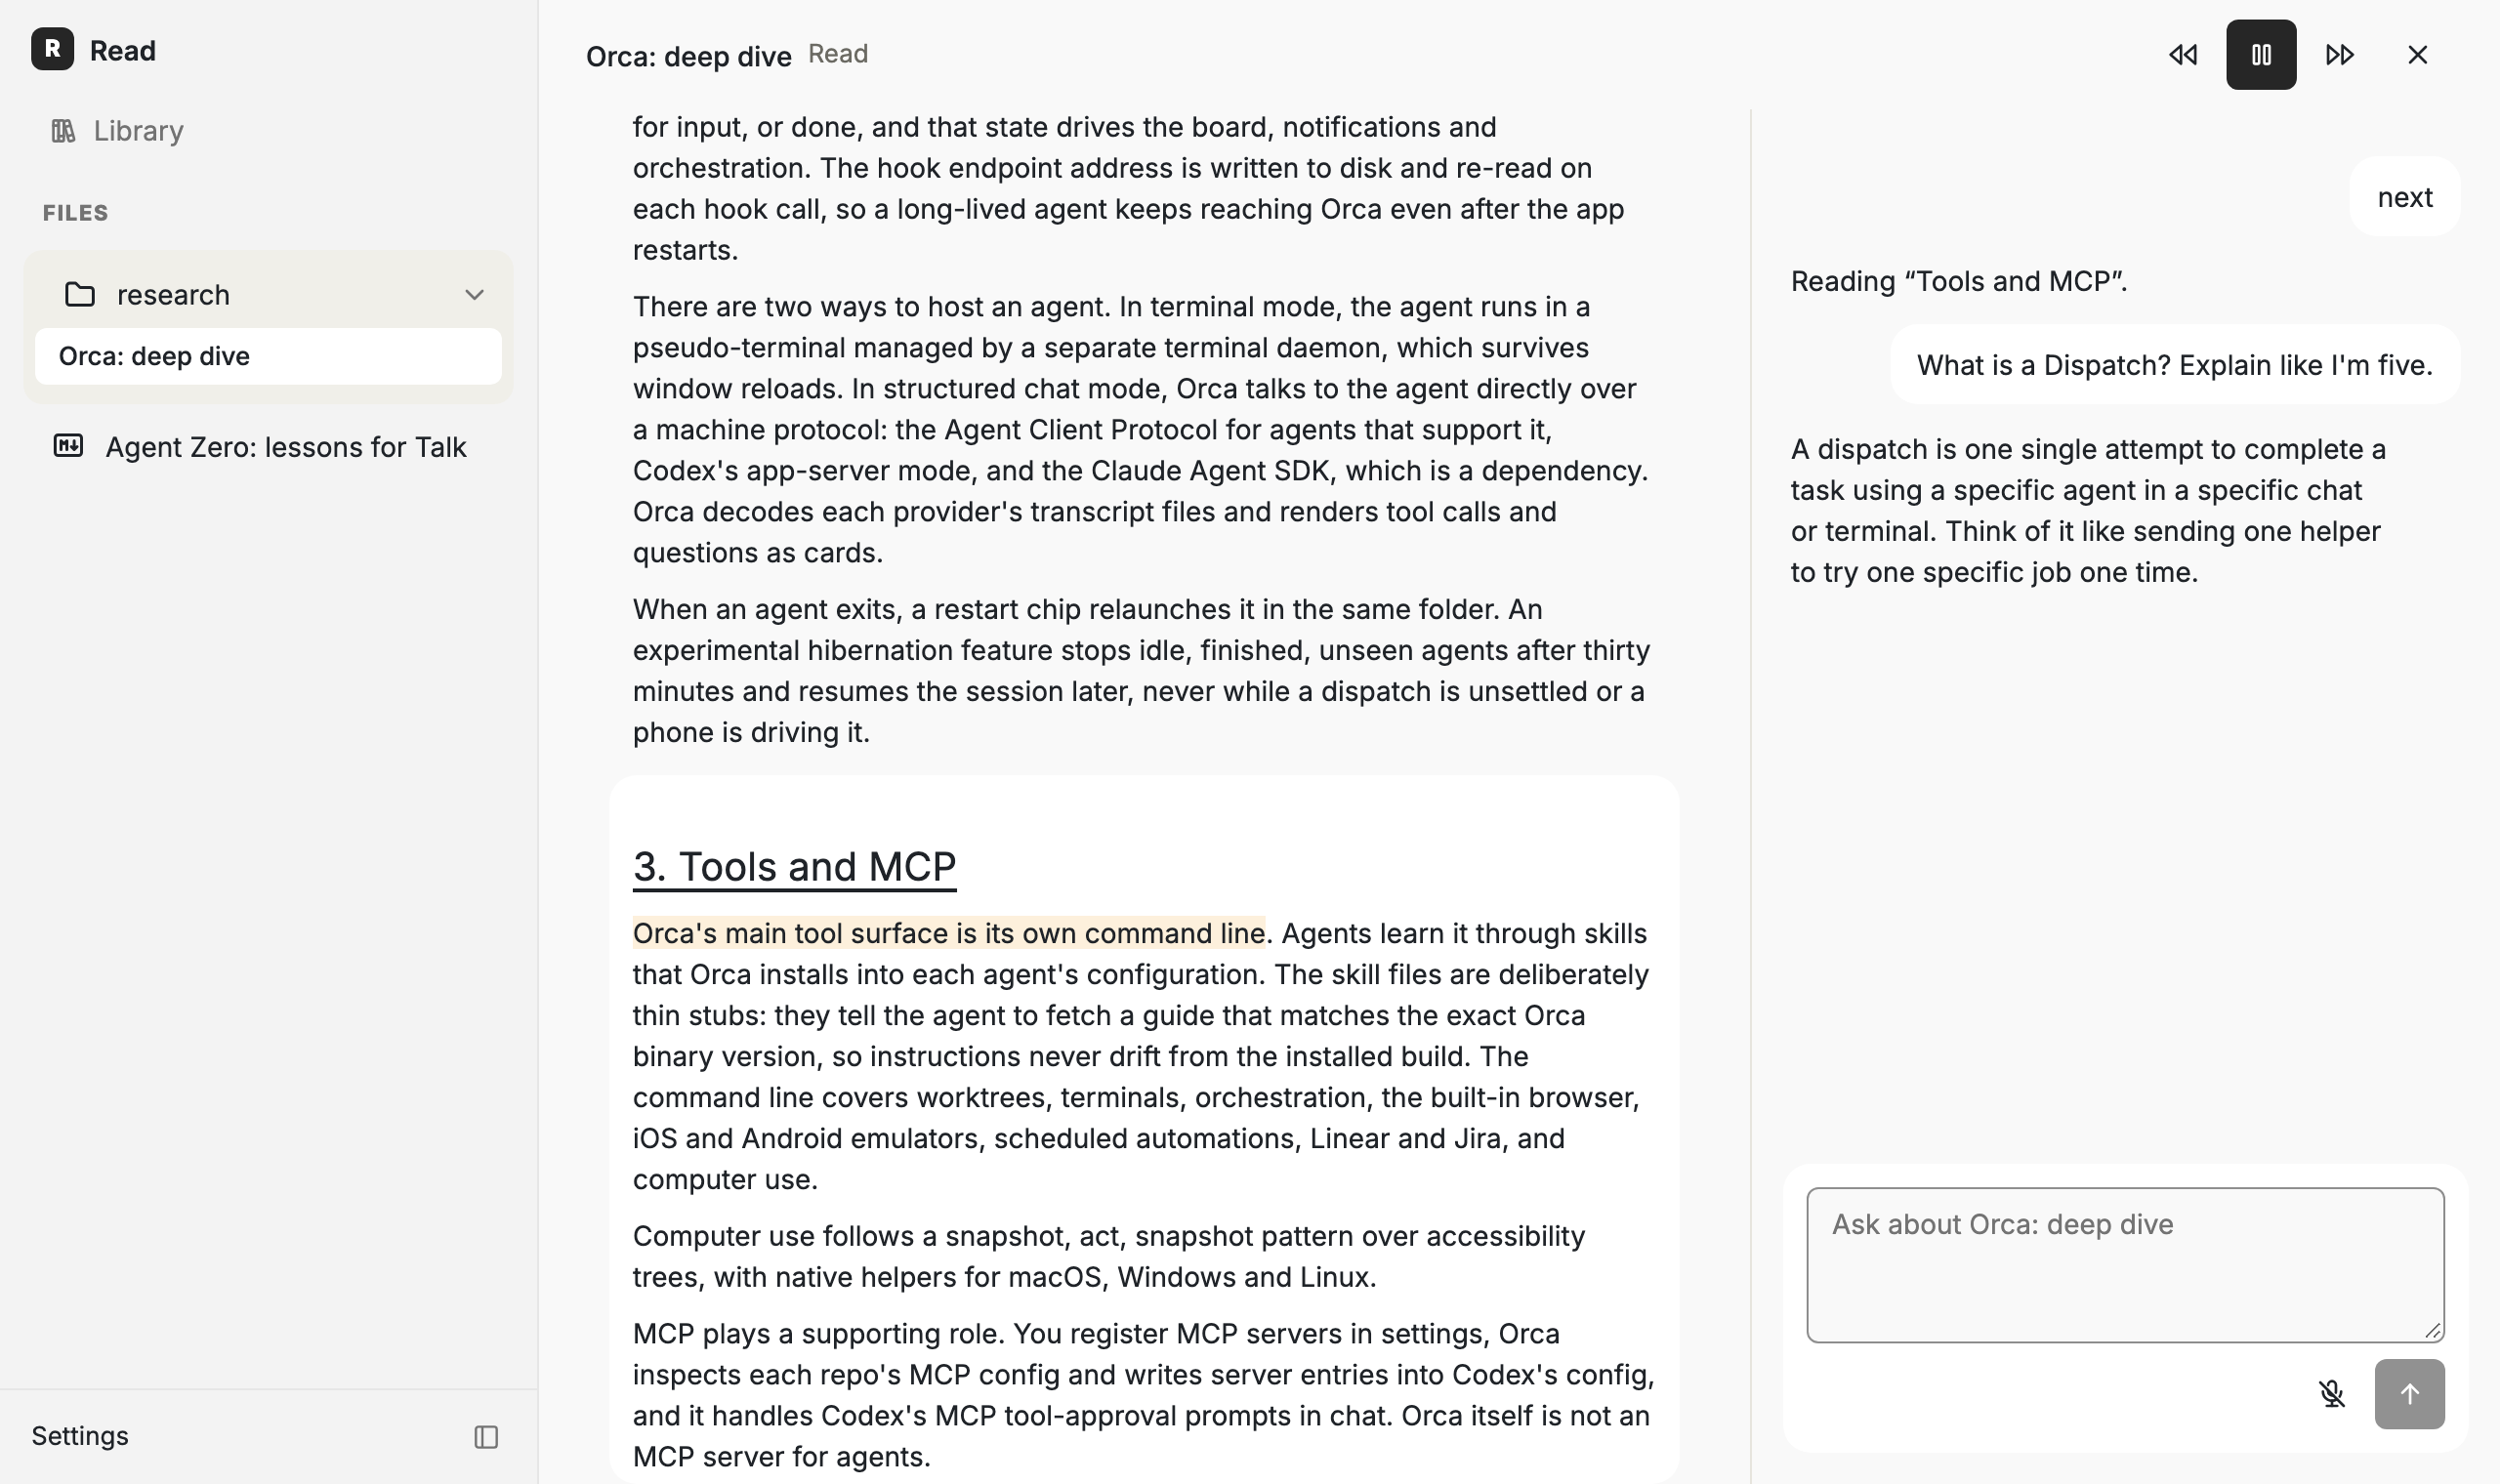 R Read
Library
FILES
research
Orca: deep dive
Agent Zero: lessons for Talk
Settings
Orca: deep dive Read
for input, or done, and that state drives the board, notifications and
orchestration. The hook endpoint address is written to disk and re-read on
each hook call, so a long-lived agent keeps reaching Orca even after the app
restarts.
There are two ways to host an agent. In terminal mode, the agent runs in a
pseudo-terminal managed by a separate terminal daemon, which survives
window reloads. In structured chat mode, Orca talks to the agent directly over
a machine protocol: the Agent Client Protocol for agents that support it,
Codex's app-server mode, and the Claude Agent SDK, which is a dependency.
Orca decodes each provider's transcript files and renders tool calls and
questions as cards.
When an agent exits, a restart chip relaunches it in the same folder. An
experimental hibernation feature stops idle, finished, unseen agents after thirty
minutes and resumes the session later, never while a dispatch is unsettled or a
phone is driving it.
3. Tools and MCP
Orca's main tool surface is its own command line. Agents learn it through skills
that Orca installs into each agent's configuration. The skill files are deliberately
thin stubs: they tell the agent to fetch a guide that matches the exact Orca
binary version, so instructions never drift from the installed build. The
command line covers worktrees, terminals, orchestration, the built-in browser,
iOS and Android emulators, scheduled automations, Linear and Jira, and
computer use.
Computer use follows a snapshot, act, snapshot pattern over accessibility
trees, with native helpers for macOS, Windows and Linux.
MCP plays a supporting role. You register MCP servers in settings, Orca
inspects each repo's MCP config and writes server entries into Codex's config,
and it handles Codex's MCP tool-approval prompts in chat. Orca itself is not an
MCP server for agents.
next
Reading “Tools and MCP”.
What is a Dispatch? Explain like I'm five.
A dispatch is one single attempt to complete a
task using a specific agent in a specific chat
or terminal. Think of it like sending one helper
to try one specific job one time.
Ask about Orca: deep dive